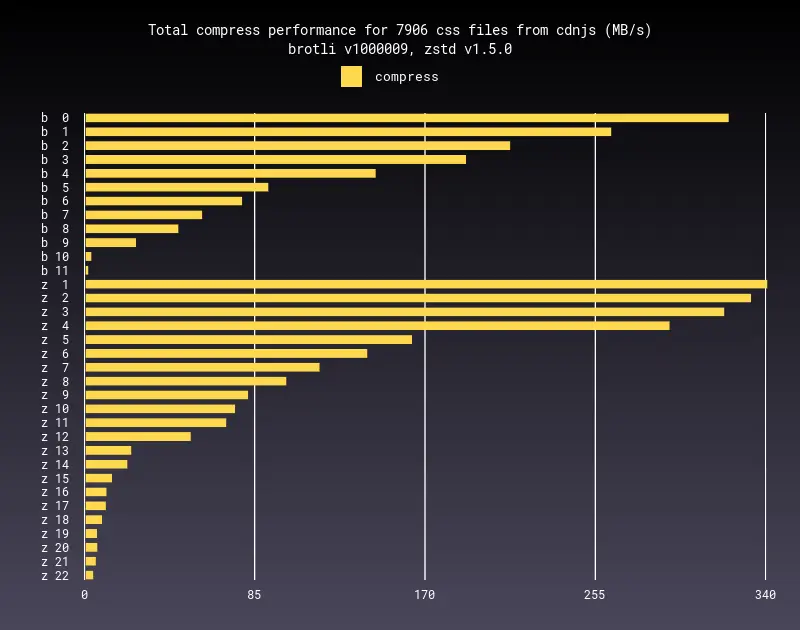 Total compress performance for 7906 css files from cdnjs (MB/s)
brotli v1000009, zstd v1.5.0
compress
b 0
b 1
b 2
b 3
b 4
b 5
b 6
b 7
b 8
b 9
b 10
b 11
z 1
z 2
z 3
z 4
z 5
z 6
z 7
z 8
z 9
z 10
z 11
z 12
z 13
z 14
z 15
z 16
z 17
z 18
z 19
z 20
z 21
z 22
0 85 170 255 340